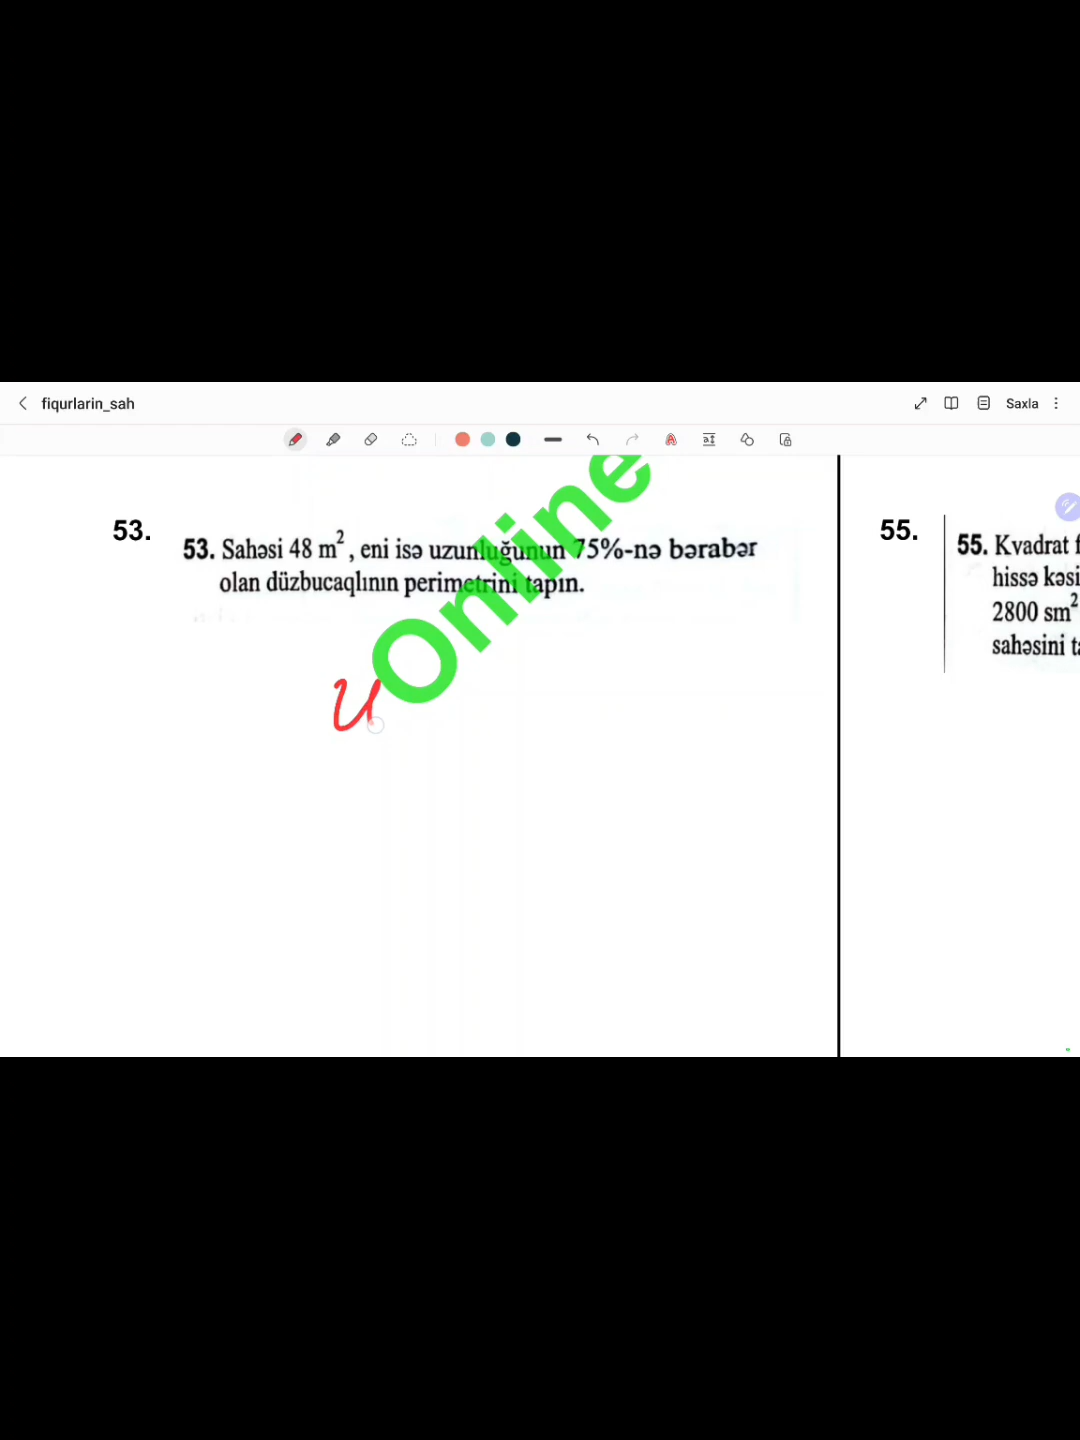 fiqurlarin_sah
Saxla
Online
53.
53. Sahəsi 48 m², eni isə uzunluğunun 75%-nə bərabər
olan düzbucaqlının perimetrini tapın.
u
55.
55. Kvadrat f
hissə kəsi
2800 sm²
sahəsini ta